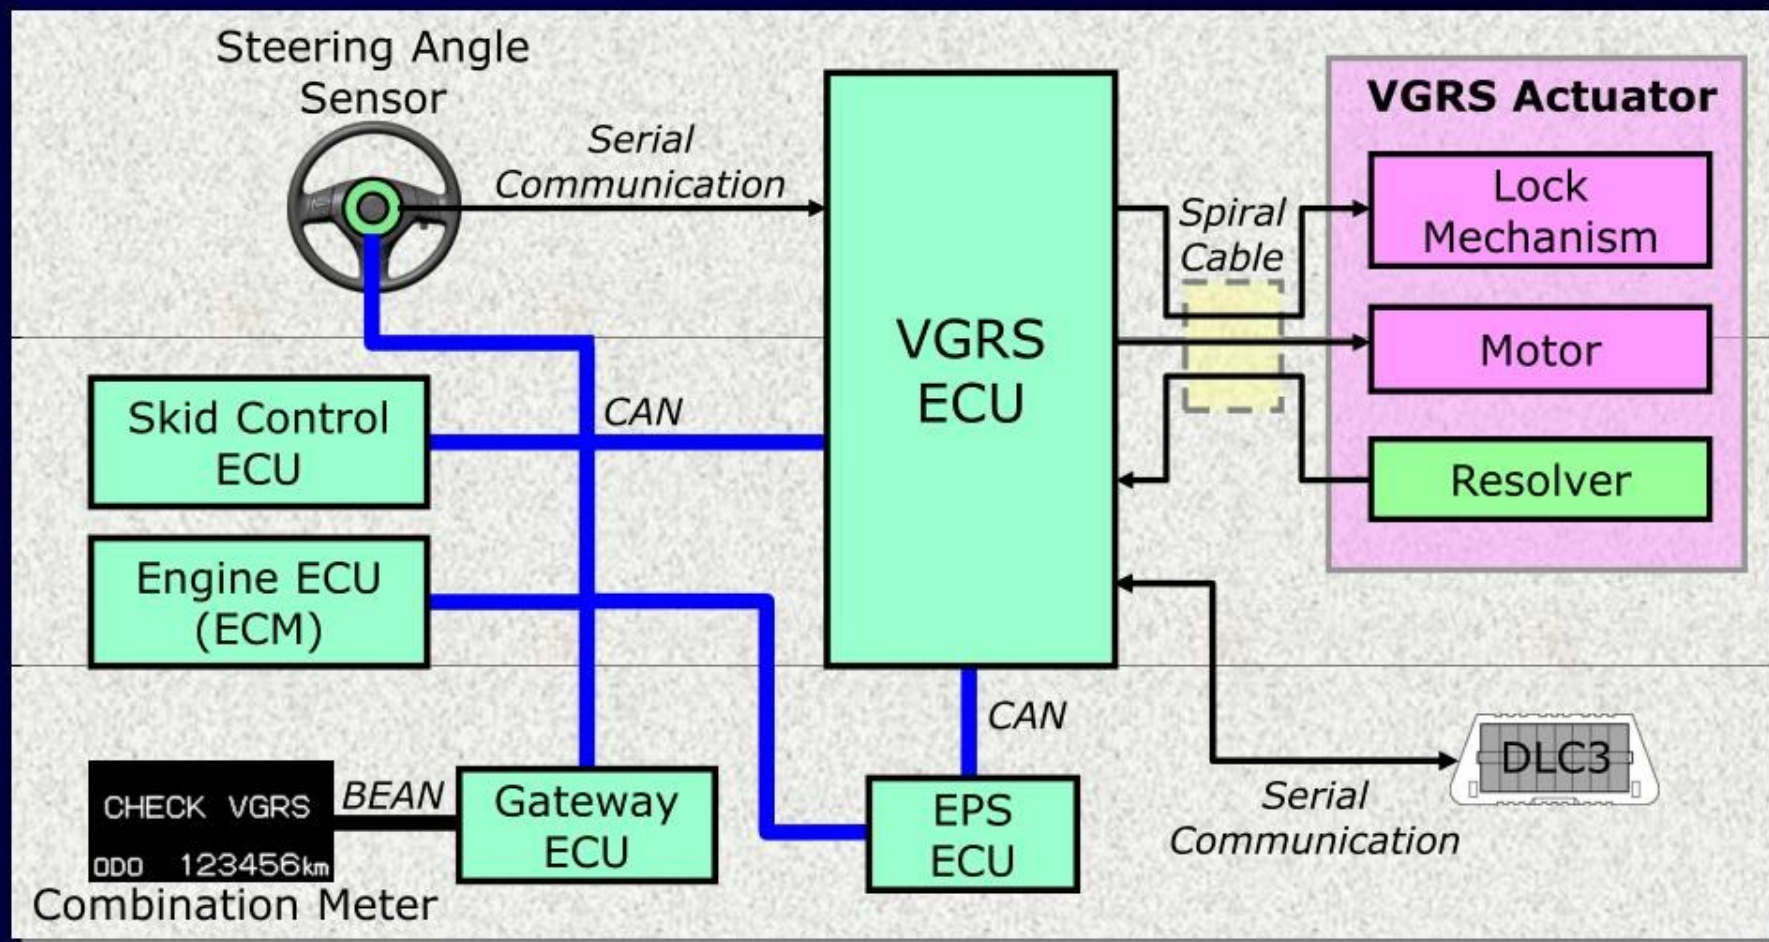 Steering Angle
Sensor
Serial
Communication
VGRS Actuator
Lock
Mechanism
Spiral
Cable
VGRS
ECU
Motor
Skid Control
ECU
CAN
Resolver
Engine ECU
(ECM)
CAN
CHECK VGRS
ODO 123456km
BEAN
Gateway
ECU
EPS
ECU
DLC3
Serial
Communication
Combination Meter